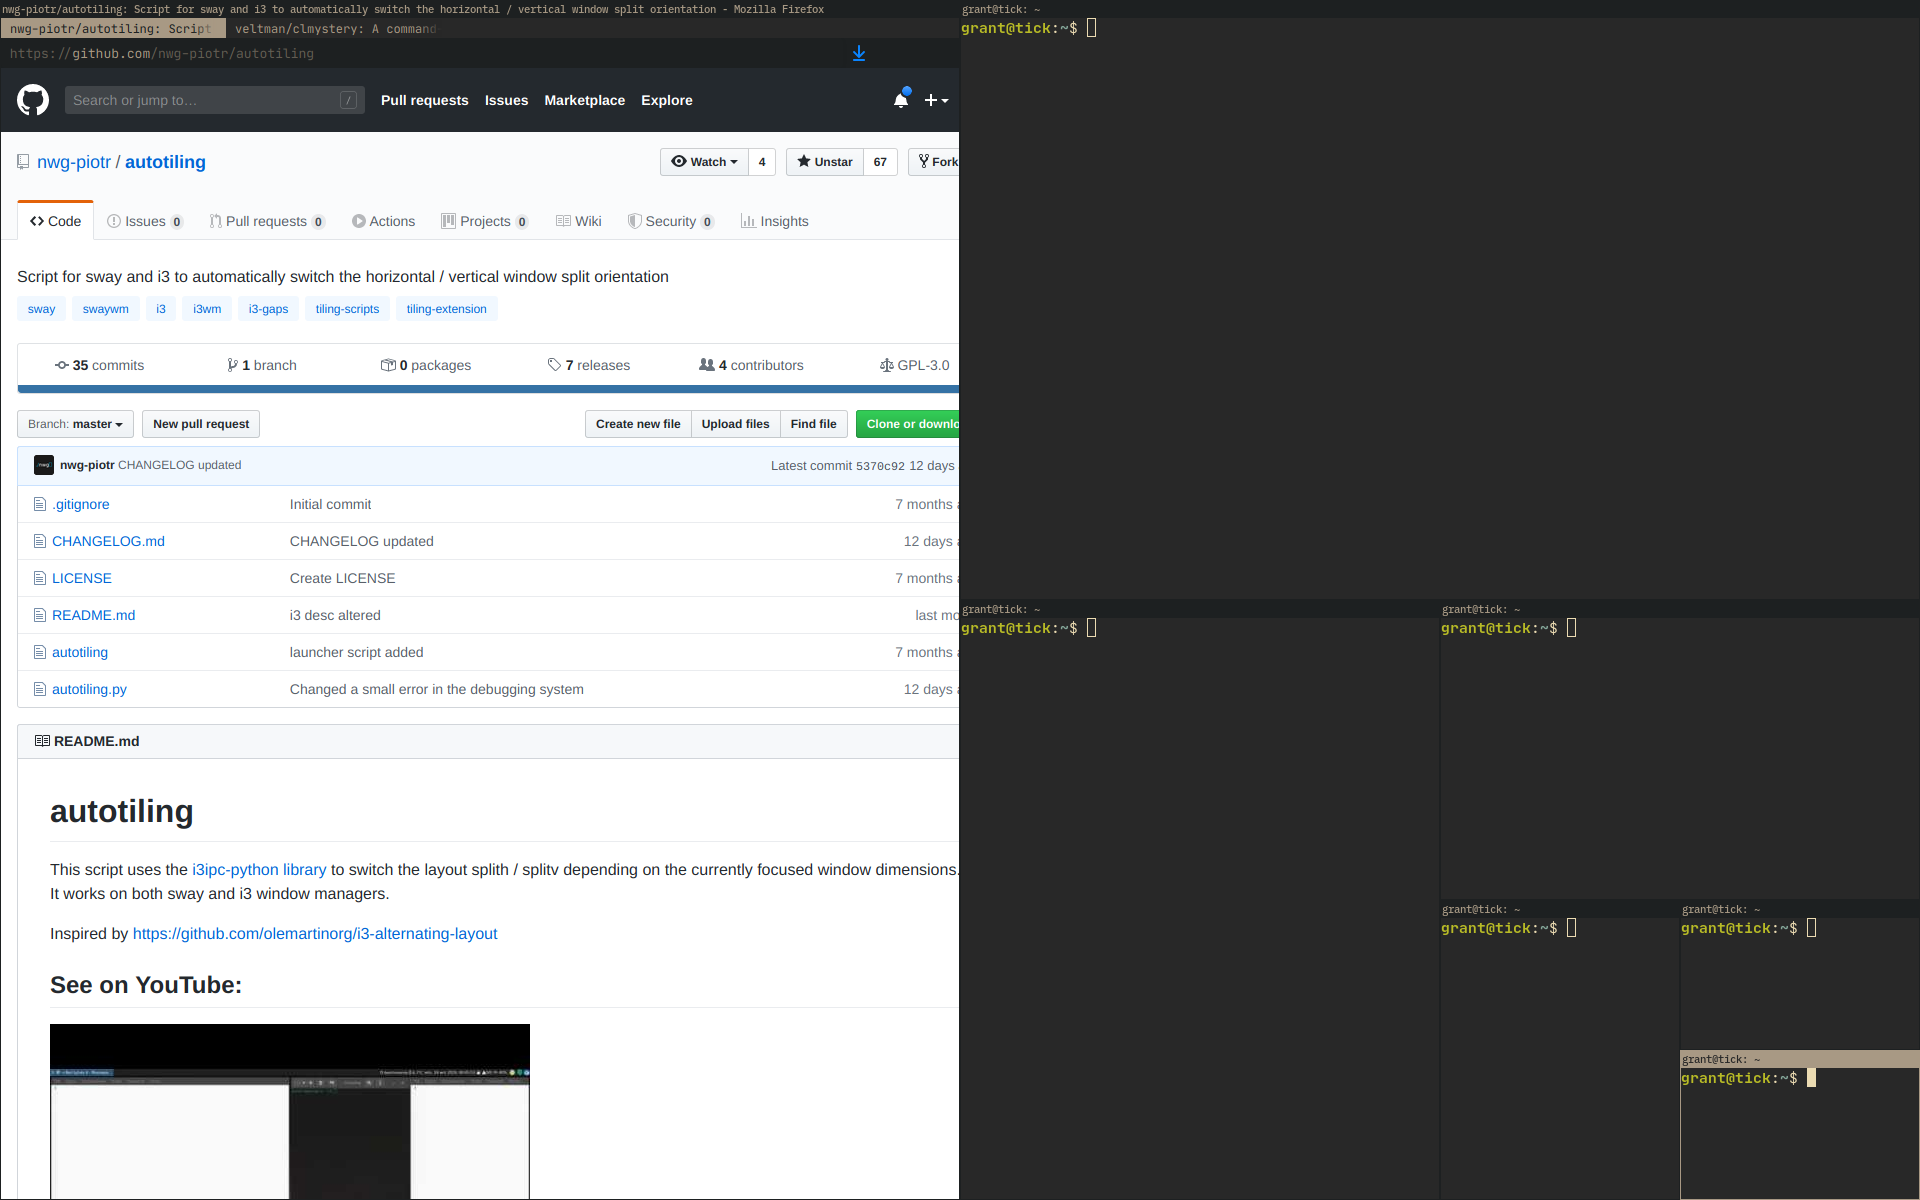 nwg-piotr/autotiling: Script for sway and i3 to automatically switch the horizontal / vertical window split orientation - Mozilla Firefox
nwg-piotr/autotiling: Script
veltman/clmystery: A command
https://github.com/nwg-piotr/autotiling
Search or jump to…
/
Pull requests
Issues
Marketplace
Explore
nwg-piotr / autotiling
Watch
4
Unstar
67
Fork
Code
Issues 0
Pull requests 0
Actions
Projects 0
Wiki
Security 0
Insights
Script for sway and i3 to automatically switch the horizontal / vertical window split orientation
sway
swaywm
i3
i3wm
i3-gaps
tiling-scripts
tiling-extension
35 commits
1 branch
0 packages
7 releases
4 contributors
GPL-3.0
Branch: master
New pull request
Create new file
Upload files
Find file
Clone or downlo
nwg-piotr CHANGELOG updated
Latest commit 5370c92 12 days
.gitignore
Initial commit
7 months a
CHANGELOG.md
CHANGELOG updated
12 days a
LICENSE
Create LICENSE
7 months a
README.md
i3 desc altered
last mo
autotiling
launcher script added
7 months a
autotiling.py
Changed a small error in the debugging system
12 days a
README.md
autotiling
This script uses the i3ipc-python library to switch the layout splith / splitv depending on the currently focused window dimensions.
It works on both sway and i3 window managers.
Inspired by https://github.com/olemartinorg/i3-alternating-layout
See on YouTube:
grant@tick: ~
grant@tick:~$
grant@tick: ~
grant@tick:~$
grant@tick: ~
grant@tick:~$
grant@tick: ~
grant@tick:~$
grant@tick: ~
grant@tick:~$
grant@tick: ~
grant@tick:~$